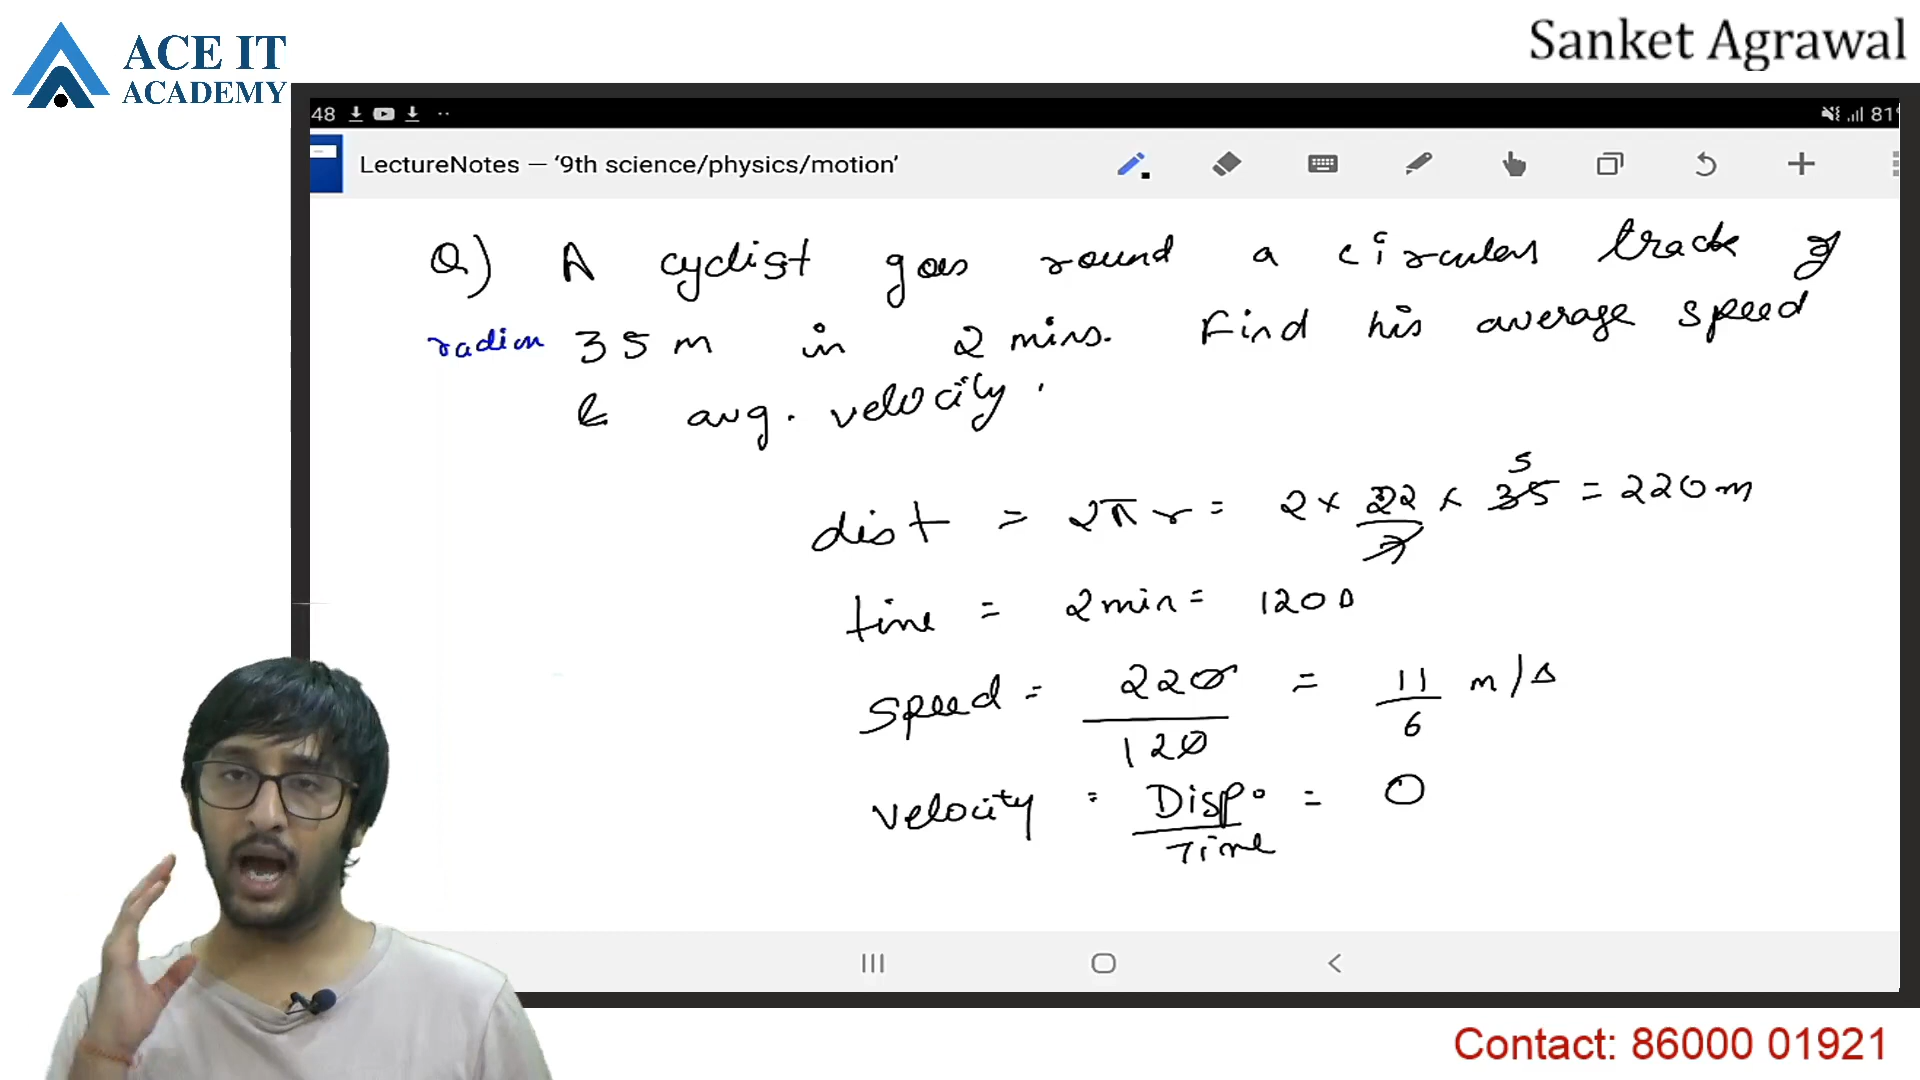 ACE IT
ACADEMY
Sanket Agrawal
48
81
LectureNotes — ‘9th science/physics/motion’
Q) A cyclist goes round a circular track of
radius 35 m in 2 mins. Find his average speed
& avg. velocity.
dist = 2πr = 2 × 22/7 × 35 5 = 220 m
time = 2 min = 120 s
speed = 220/120 = 11/6 m/s
velocity = Disp./Time = 0
Contact: 86000 01921